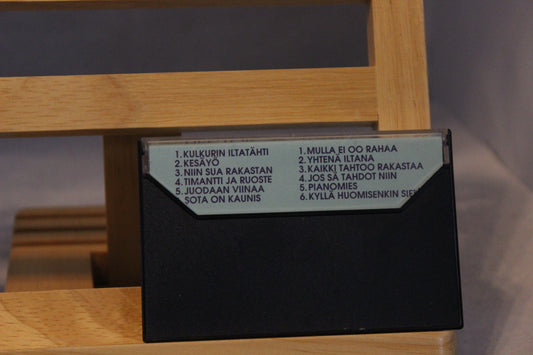 1. KULKURIN ILTATÄHTI
2. KESÄYÖ
3. NIIN SUA RAKASTAN
4. TIMANTTI JA RUOSTE
5. JUODAAN VIINAA
SOTA ON KAUNIS
1. MULLA EI OO RAHAA
2. YHTENÄ ILTANA
3. KAIKKI TAHTOO RAKASTAA
4. JOS SÄ TAHDOT NIIN
5. PIANOMIES
6. KYLLÄ HUOMISENKIN